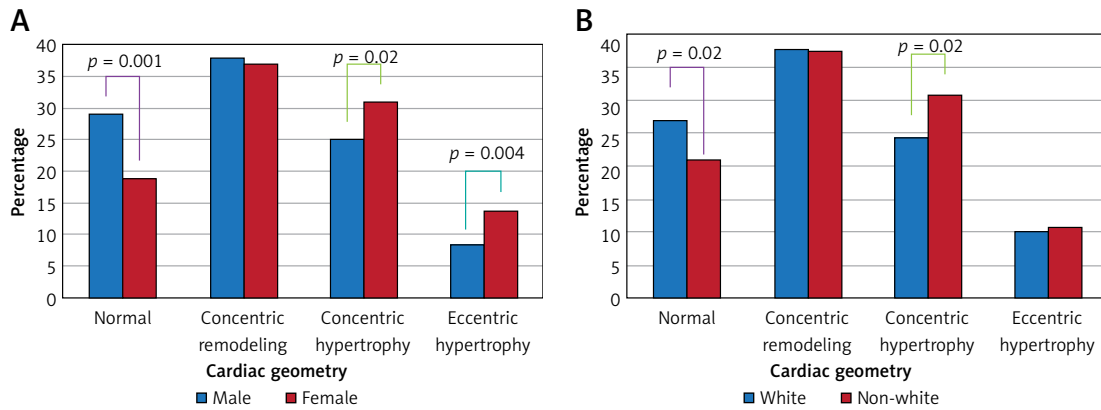 A
Percentage
40
35
30
25
20
15
10
5
0
p = 0.001
p = 0.02
p = 0.004
Normal
Concentric
remodeling
Concentric
hypertrophy
Eccentric
hypertrophy
Cardiac geometry
Male
Female
B
Percentage
40
35
30
25
20
15
10
5
0
p = 0.02
p = 0.02
Normal
Concentric
remodeling
Concentric
hypertrophy
Eccentric
hypertrophy
Cardiac geometry
White
Non-white